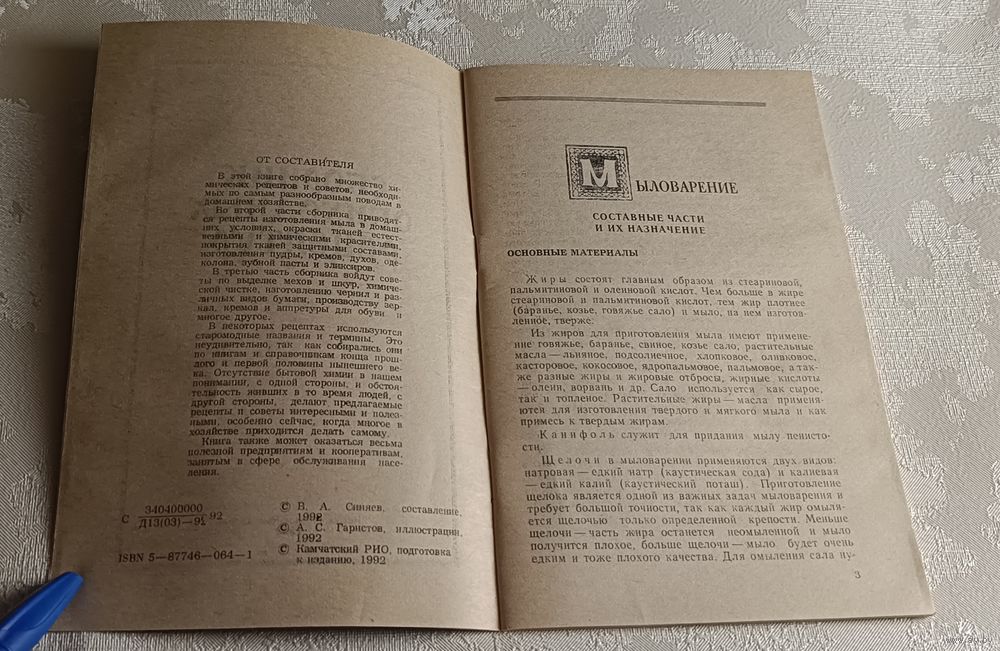 ОТ СОСТАВИТЕЛЯ
В этой книге собрано множество хи-
мических рецептов и советов, необходи-
мых по самым разнообразным поводам в
домашнем хозяйстве.
Во второй части сборника приводят-
ся рецепты изготовления мыла в домаш-
них условиях, окраски тканей естест-
венными и химическими красителями,
покрытия тканей защитными составами,
изготовления пудры, кремов, духов, оде-
колона, зубной пасты и эликсиров.
В третью часть сборника войдут сове-
ты по выделке мехов и шкур, химиче-
ской чистке, изготовлению чернил и раз-
личных видов бумаги, производству зер-
кал, кремов и аппретуры для обуви и
многое другое.
В некоторых рецептах используются
старомодные названия и термины. Это
неудивительно, так как собирались они
по книгам и справочникам конца прош-
лого и первой половины нынешнего ве-
ка. Отсутствие бытовой химии в нашем
понимании, с одной стороны, и обстоя-
тельность живших в то время людей, с
другой стороны, делают предлагаемые
рецепты и советы интересными и полез-
ными, особенно сейчас, когда многое в
хозяйстве приходится делать самому.
Книга также может оказаться весьма
полезной предприятиям и кооперативам,
занятым в сфере обслуживания насе-
ления.
С 340400000
Д13(03)—92 92
ISBN 5—87746—064—1
© В. А. Синяев, составление,
1992
© А. С. Гаристов, иллюстрации,
1992
© Камчатский РИО, подготовка
к изданию, 1992
МЫЛОВАРЕНИЕ
СОСТАВНЫЕ ЧАСТИ
И ИХ НАЗНАЧЕНИЕ
ОСНОВНЫЕ МАТЕРИАЛЫ
Жиры состоят главным образом из стеариновой,
пальмитиновой и олеиновой кислот. Чем больше в жире
стеариновой и пальмитиновой кислот, тем жир плотнее
(баранье, козье, говяжье сало) и мыло, на нем изготов-
ленное, тверже.
Из жиров для приготовления мыла имеют примене-
ние говяжье, баранье, свиное, козье сало, растительные
масла — льняное, подсолнечное, хлопковое, оливковое,
касторовое, кокосовое, ядропальмовое, пальмовое, а так-
же разные жиры и жировые отбросы, жирные кислоты
— олеин, ворвань и др. Сало используется как сырое,
так и топленое. Растительные жиры — масла применя-
ются для изготовления твердого и мягкого мыла и как
примесь к твердым жирам.
Канифоль служит для придания мылу пенисто-
сти.
Щелочи в мыловарении применяются двух видов:
натровая — едкий натр (каустическая сода) и калиевая
— едкий калий (каустический поташ). Приготовление
щелока является одной из важных задач мыловарения и
требует большой точности, так как каждый жир омыля-
ется щелочью только определенной крепости. Меньше
щелочи — часть жира останется неомыленной и мыло
получится плохое, больше щелочи — мыло будет очень
едким и тоже плохого качества. Для омыления сала ну-
3